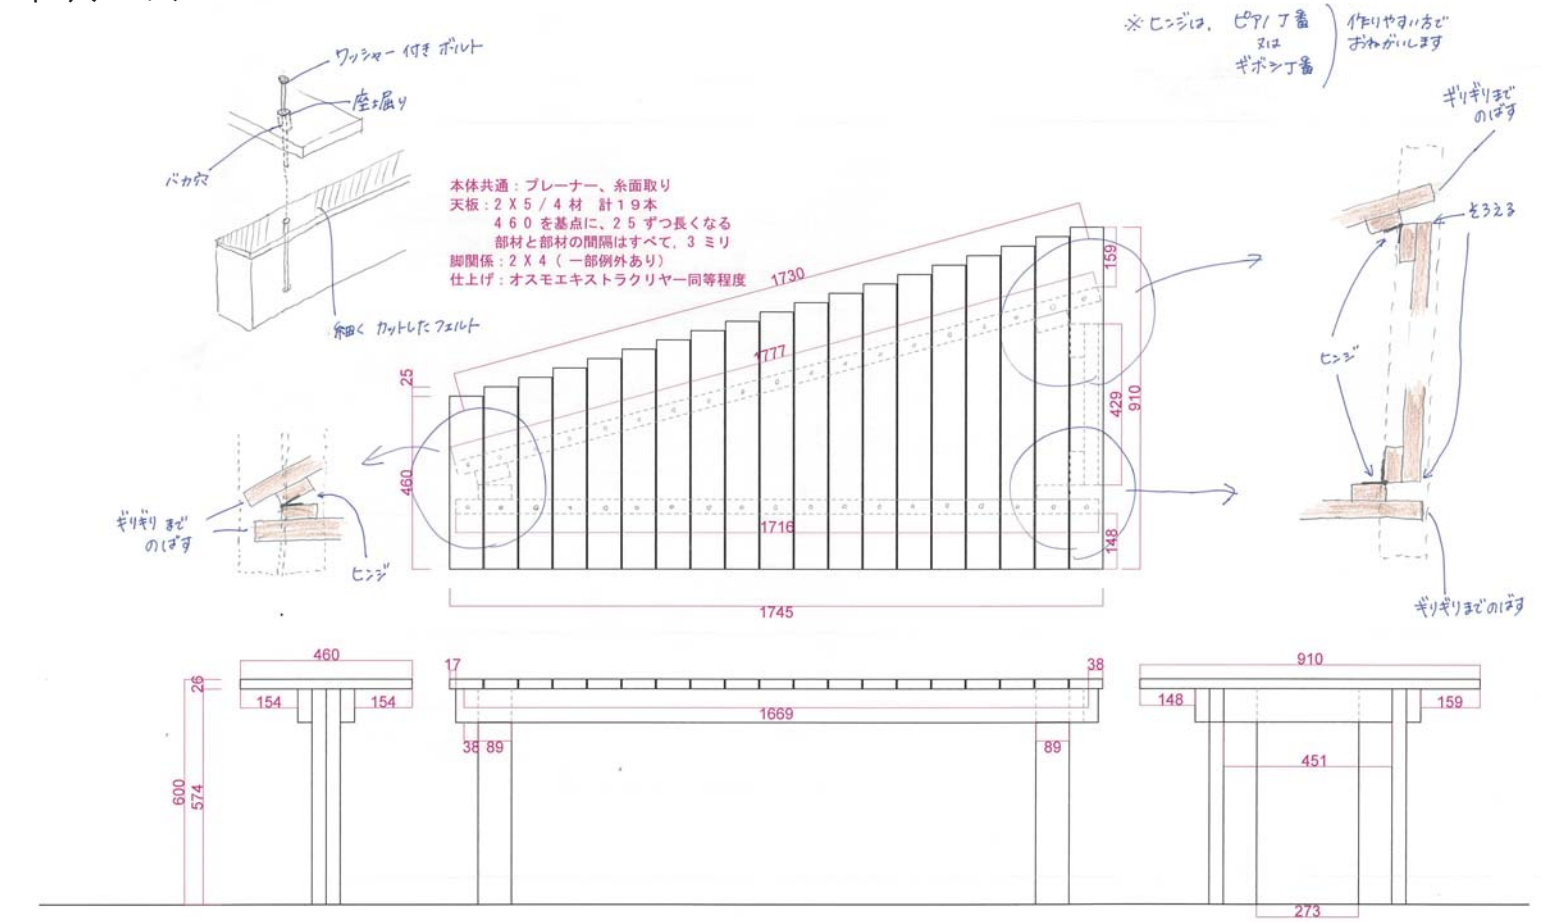 ※ヒンジは、ピアノ丁番
又は
ギボシ丁番
作りやすい方で
おねがいします
ワッシャー付きボルト
座堀り
バカ穴
細くカットしたフェルト
本体共通：プレーナー、糸面取り
天板：2 X 5 / 4 材　計１９本
４６０を基点に、２５ずつ長くなる
部材と部材の間隔はすべて、３ミリ
脚関係：2 X 4 ( 一部例外あり)
仕上げ：オスモエキストラクリヤー同等程度
ギリギリまで
のばす
そろえる
ヒンジ
ギリギリまでのばす
ギリギリまで
のばす
ヒンジ
1730
1777
159
25
429
910
460
1716
148
1745
460
26
154
154
600
574
17
38
1669
38
89
89
910
148
159
451
273